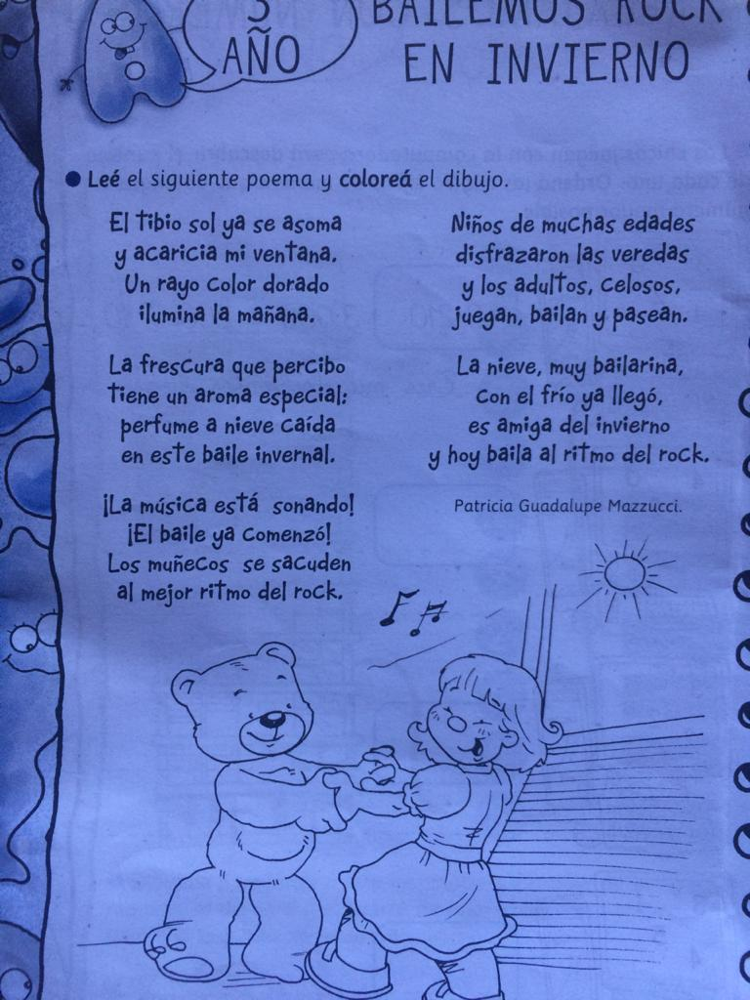 3
AÑO
BAILEMOS ROCK
EN INVIERNO
● Leé el siguiente poema y coloreá el dibujo.
El tibio sol ya se asoma
y acaricia mi ventana.
Un rayo color dorado
ilumina la mañana.
La frescura que percibo
tiene un aroma especial:
perfume a nieve caída
en este baile invernal.
¡La música está sonando!
¡El baile ya comenzó!
Los muñecos se sacuden
al mejor ritmo del rock.
Niños de muchas edades
disfrazaron las veredas
y los adultos, celosos,
juegan, bailan y pasean.
La nieve, muy bailarina,
con el frío ya llegó,
es amiga del invierno
y hoy baila al ritmo del rock.
Patricia Guadalupe Mazzucci.